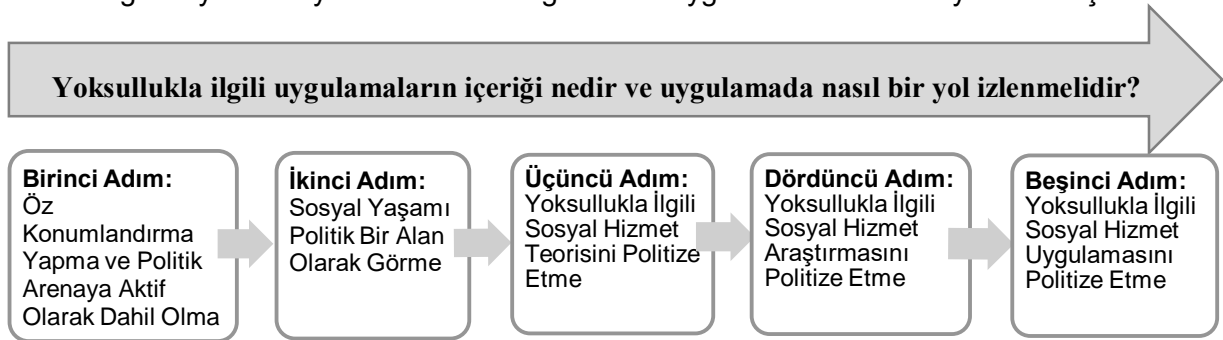 Yoksullukla ilgili uygulamaların içeriği nedir ve uygulamada nasıl bir yol izlenmelidir?
Birinci Adım:
Öz
Konumlandırma
Yapma ve Politik
Arenaya Aktif
Olarak Dahil Olma
İkinci Adım:
Sosyal Yaşamı
Politik Bir Alan
Olarak Görme
Üçüncü Adım:
Yoksullukla İlgili
Sosyal Hizmet
Teorisini Politize
Etme
Dördüncü Adım:
Yoksullukla İlgili
Sosyal Hizmet
Araştırmasını
Politize Etme
Beşinci Adım:
Yoksullukla İlgili
Sosyal Hizmet
Uygulamasını
Politize Etme